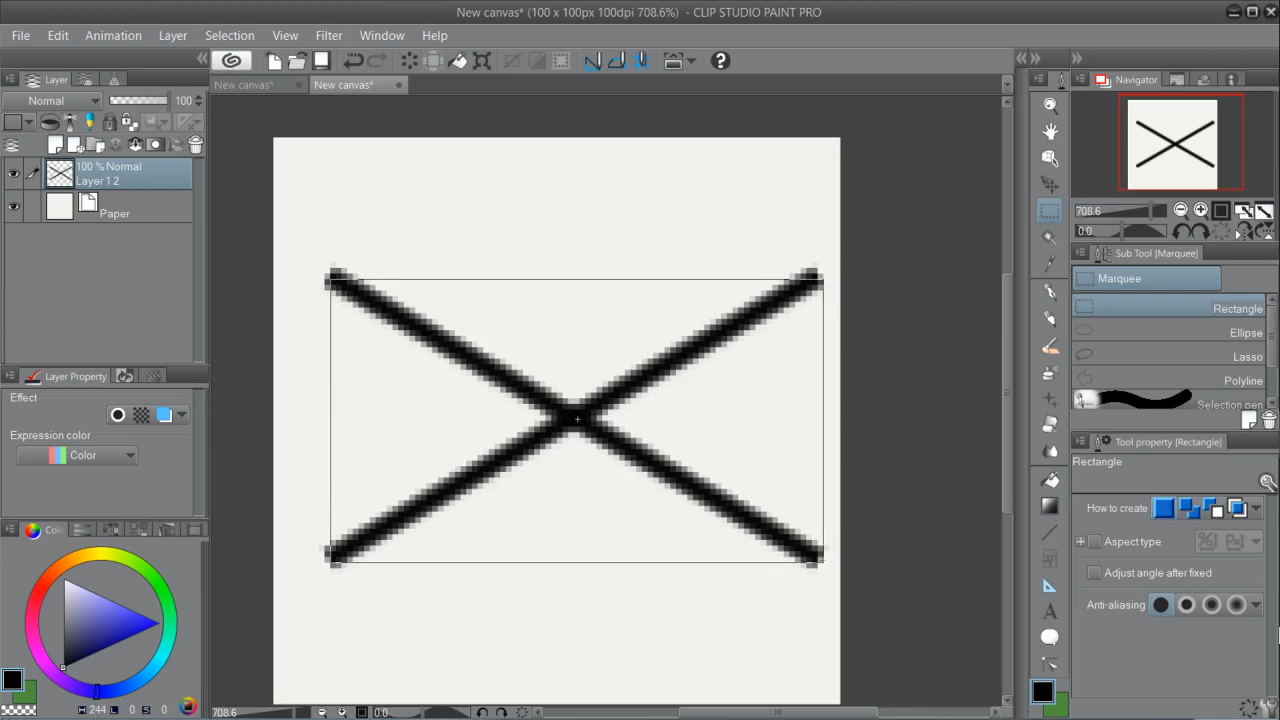 New canvas* (100 x 100px 100dpi 708.6%) - CLIP STUDIO PAINT PRO
File Edit Animation Layer Selection View Filter Window Help
Layer
New canvas* New canvas*
Navigator
Normal 100
100 % Normal
Layer 1 2
Paper
708.6
0.0
Sub Tool [Marquee]
Marquee
Rectangle
Ellipse
Lasso
Polyline
Selection pen
Layer Property
Effect
Expression color
Color
Tool property [Rectangle]
Rectangle
How to create
Aspect type
Adjust angle after fixed
Anti-aliasing
Colo
H 244 L 0 S 0
708.6 0.0